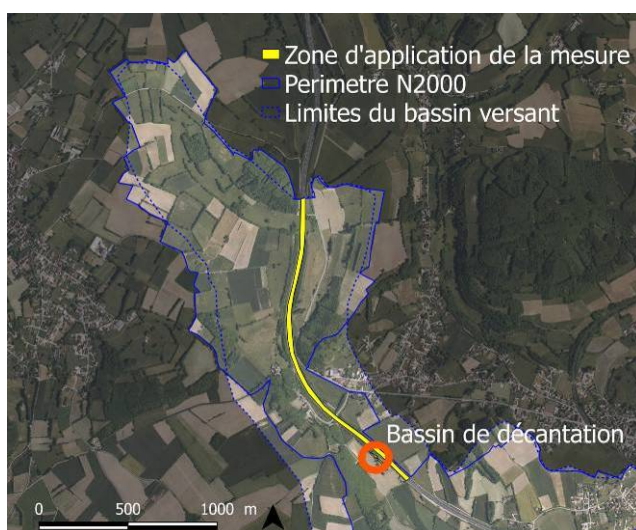 Zone d'application de la mesure
Perimetre N2000
Limites du bassin versant
Bassin de décantation
0 500 1000 m